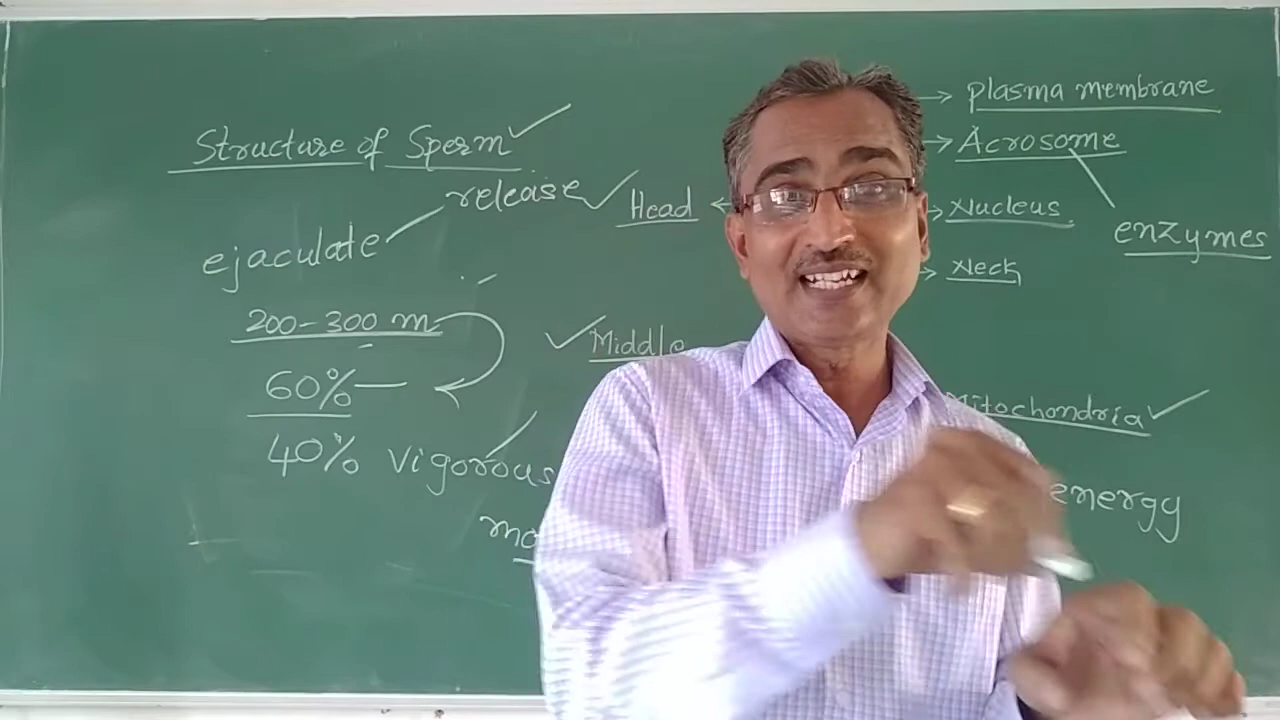 Structure of Sperm
release
ejaculate
200-300 m
60%
40% vigorous
Head
plasma membrane
Acrosome
enzymes
Nucleus
Neck
Middle
Mitochondria
energy